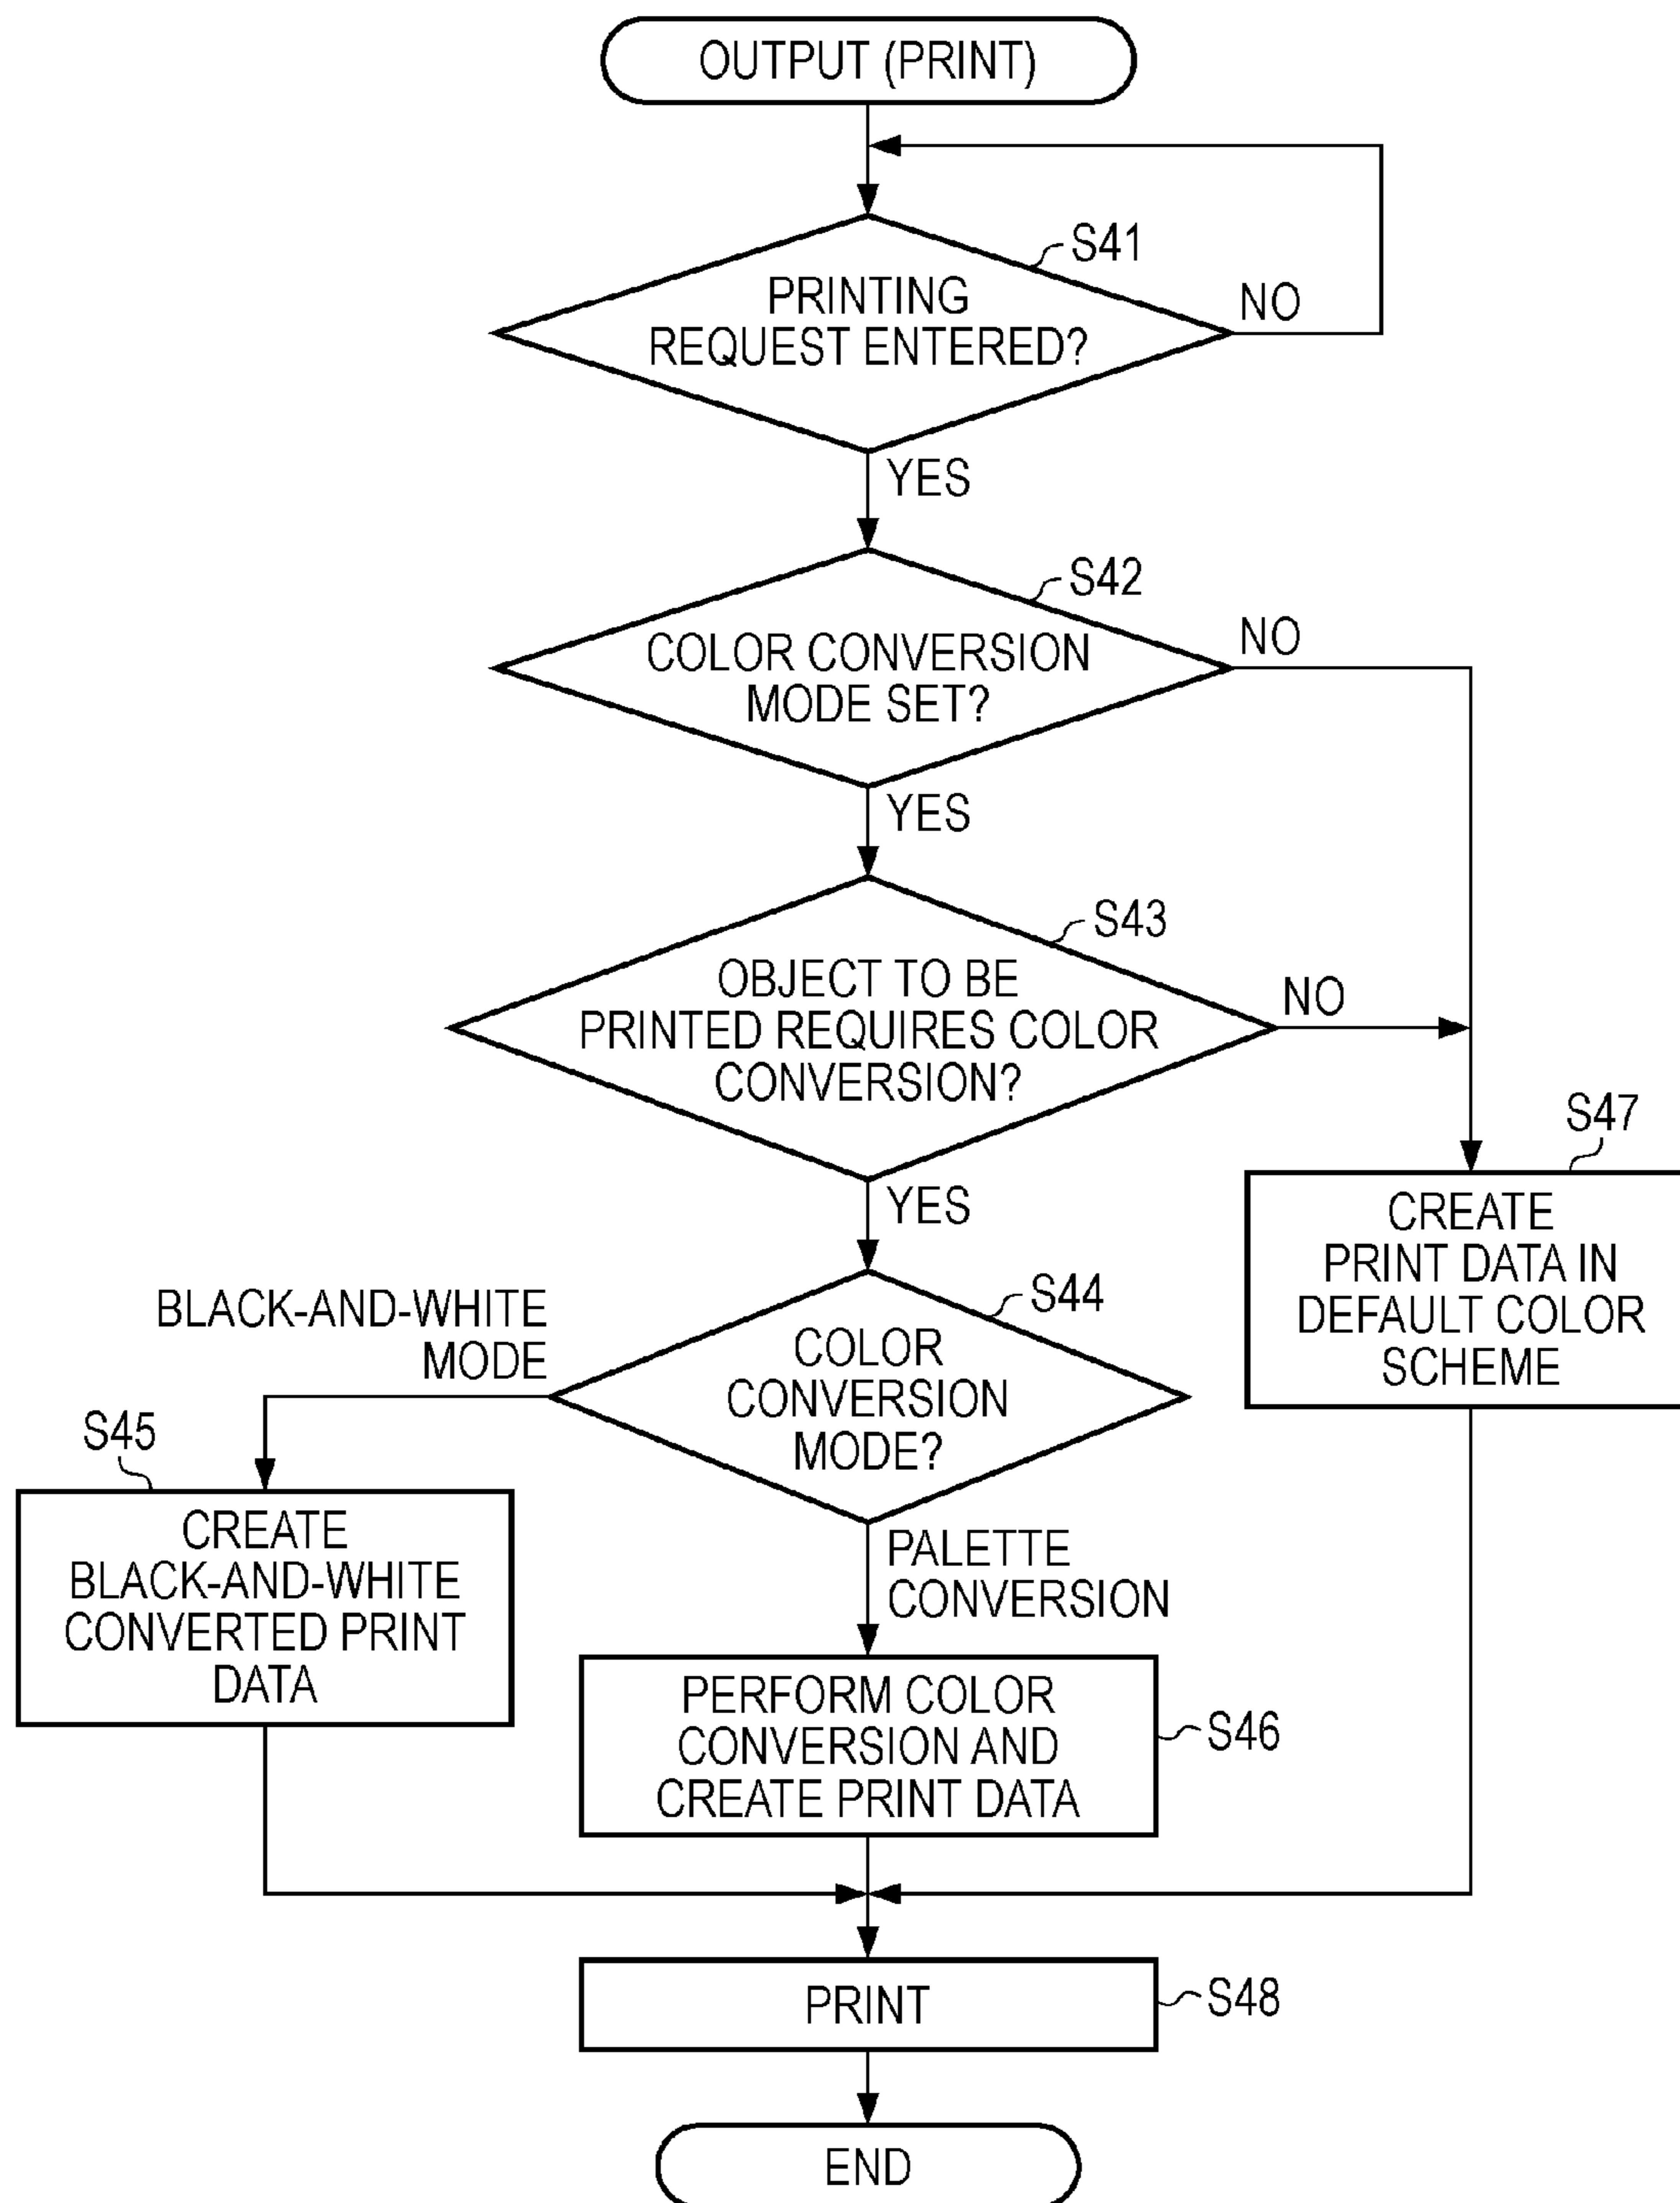 OUTPUT (PRINT)
S41
PRINTING
REQUEST ENTERED?
NO
YES
S42
COLOR CONVERSION
MODE SET?
NO
YES
S43
OBJECT TO BE
PRINTED REQUIRES COLOR
CONVERSION?
NO
YES
S47
CREATE
PRINT DATA IN
DEFAULT COLOR
SCHEME
S44
COLOR
CONVERSION
MODE?
BLACK-AND-WHITE
MODE
S45
CREATE
BLACK-AND-WHITE
CONVERTED PRINT
DATA
PALETTE
CONVERSION
PERFORM COLOR
CONVERSION AND
CREATE PRINT DATA
S46
PRINT
S48
END